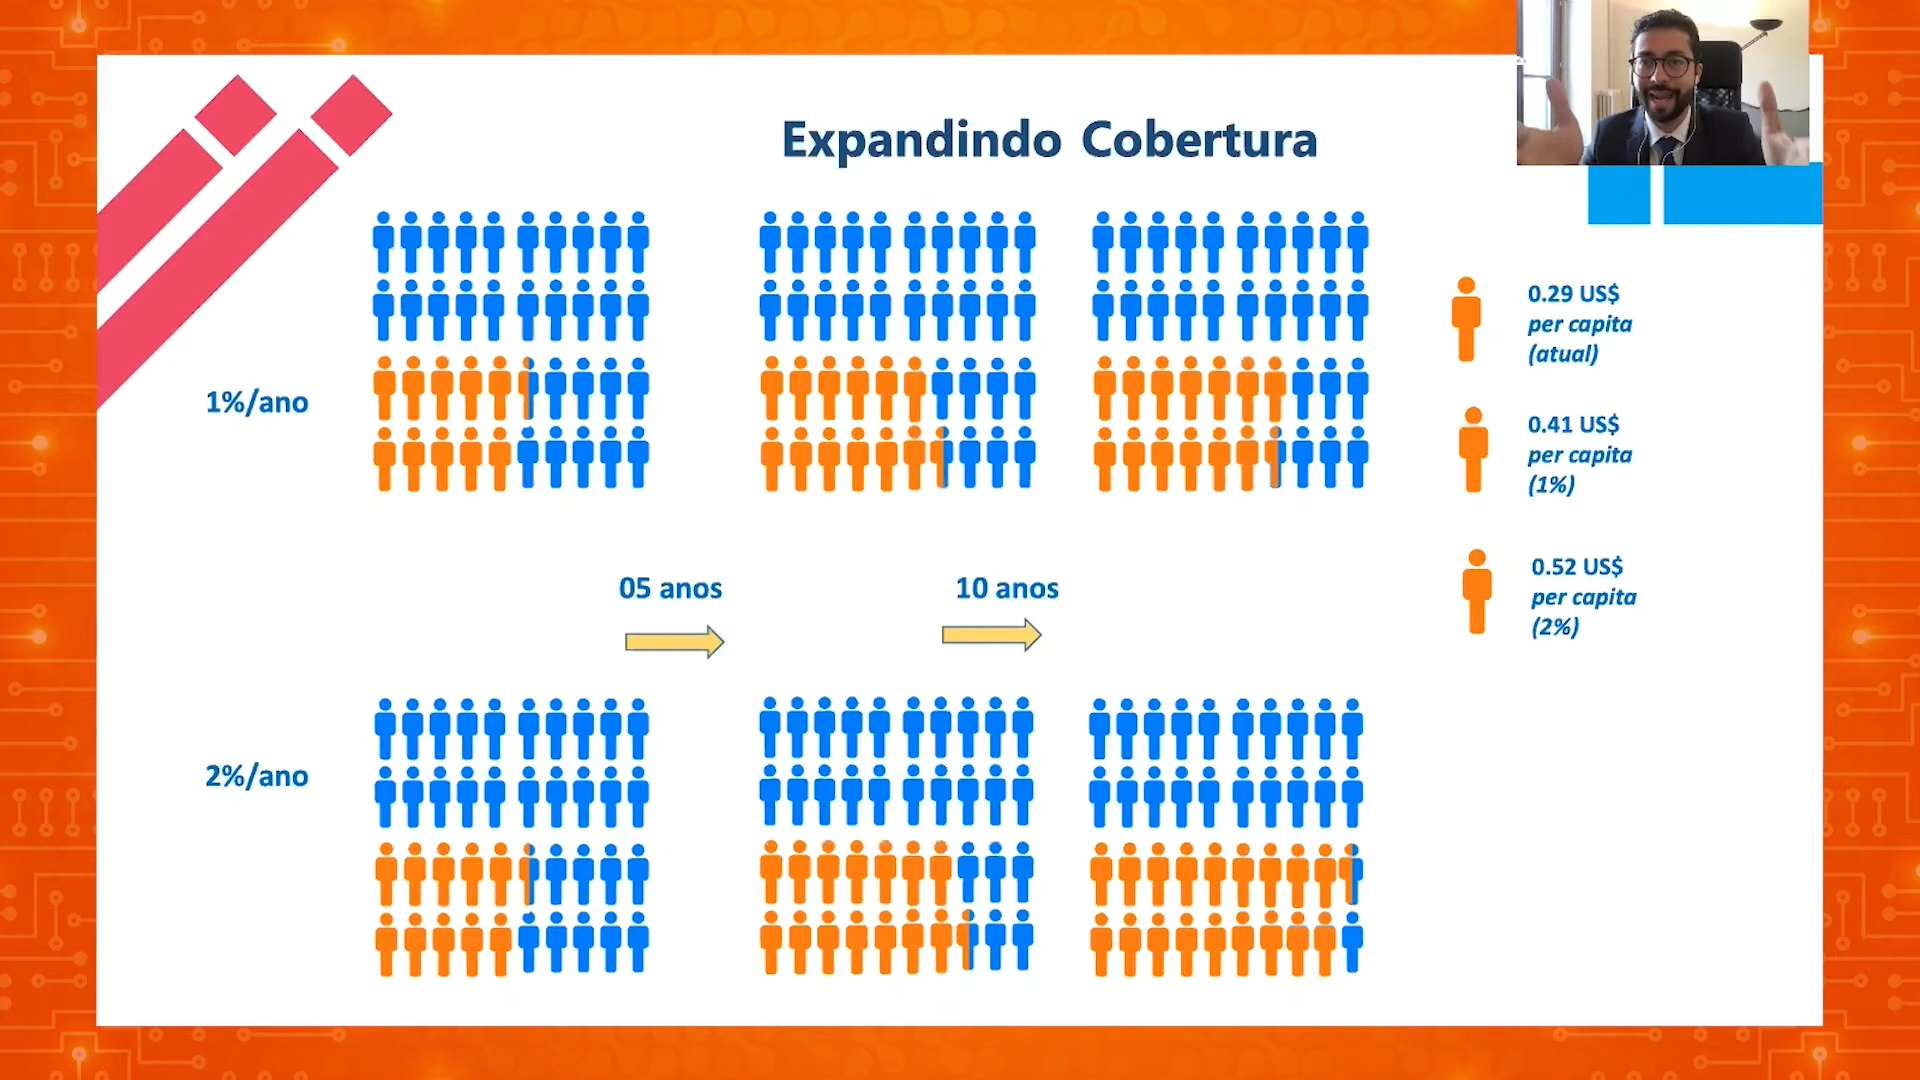 Expandindo Cobertura
1%/ano
0.29 US$
per capita
(atual)
0.41 US$
per capita
(1%)
0.52 US$
per capita
(2%)
05 anos
10 anos
2%/ano